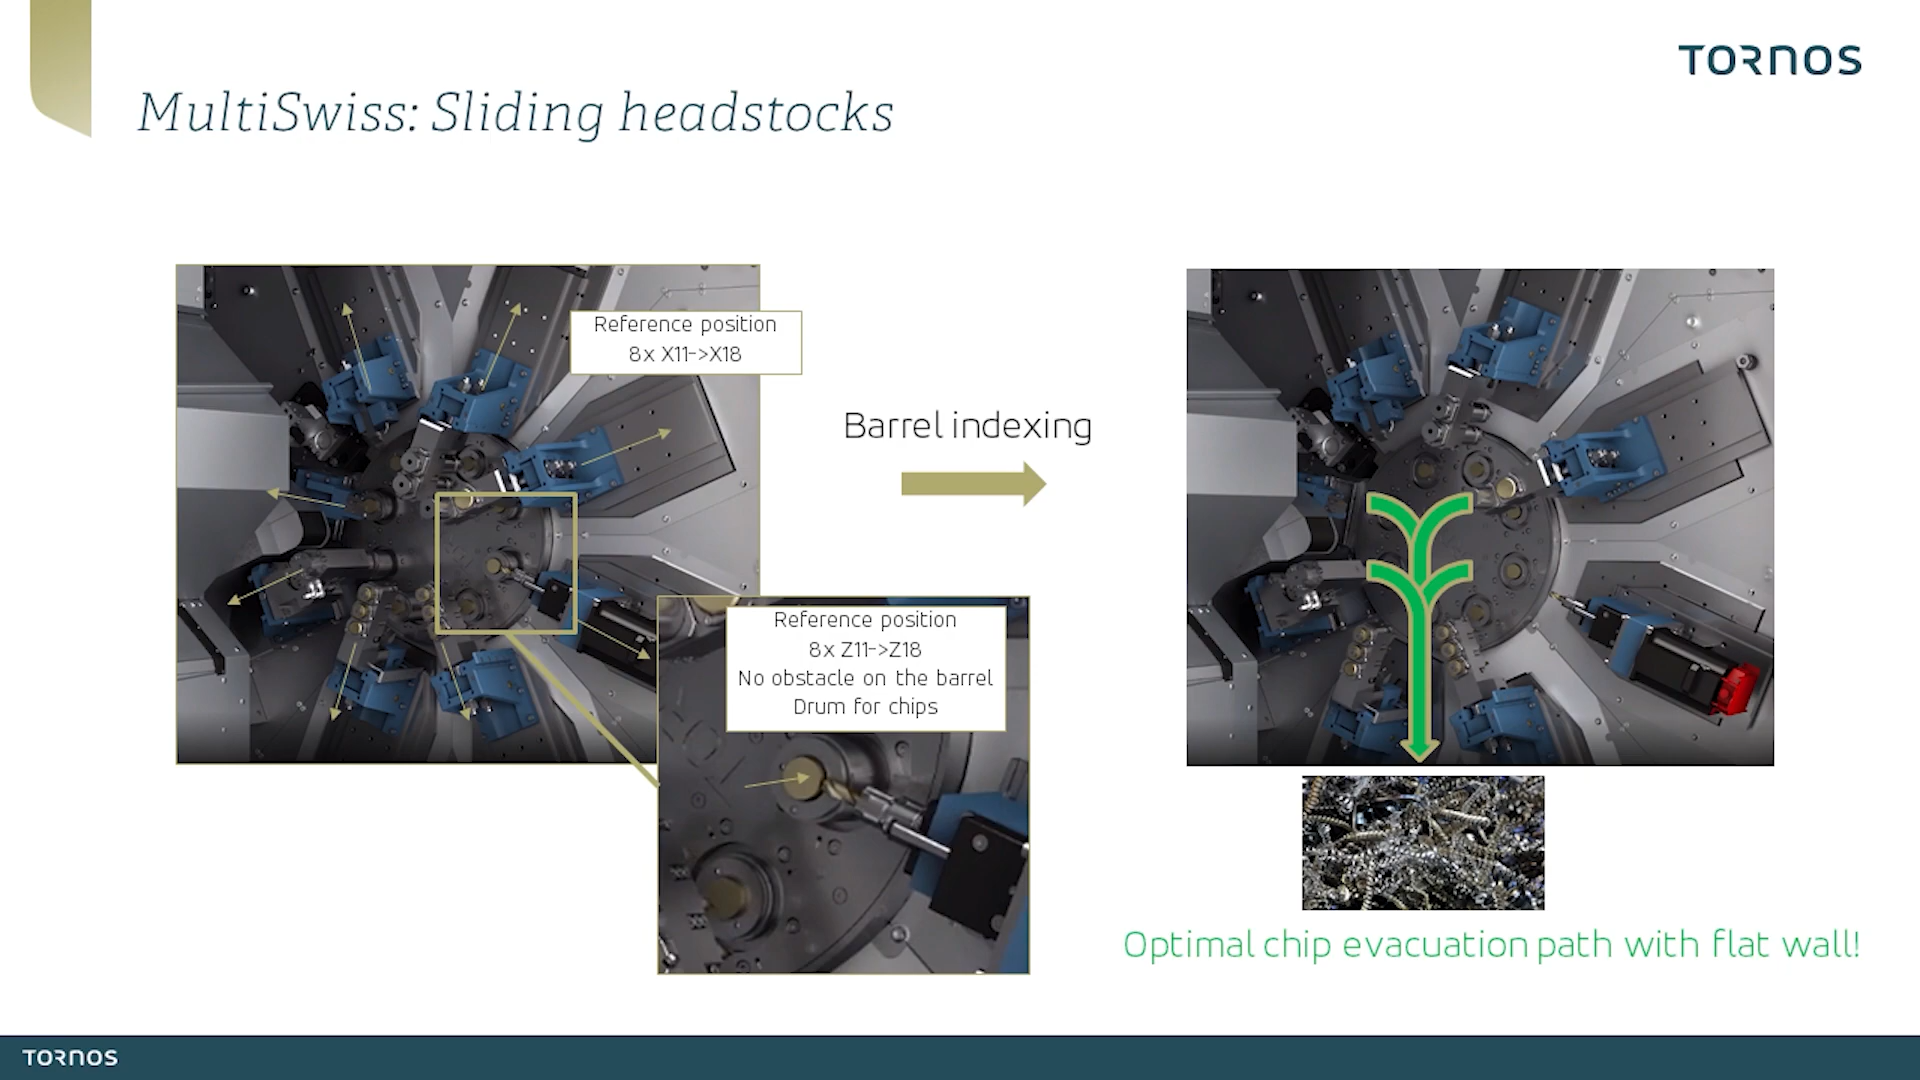 TORNOS
MultiSwiss: Sliding headstocks
Reference position
8x X11->X18
Barrel indexing
Reference position
8x Z11->Z18
No obstacle on the barrel
Drum for chips
Optimal chip evacuation path with flat wall!
TORNOS